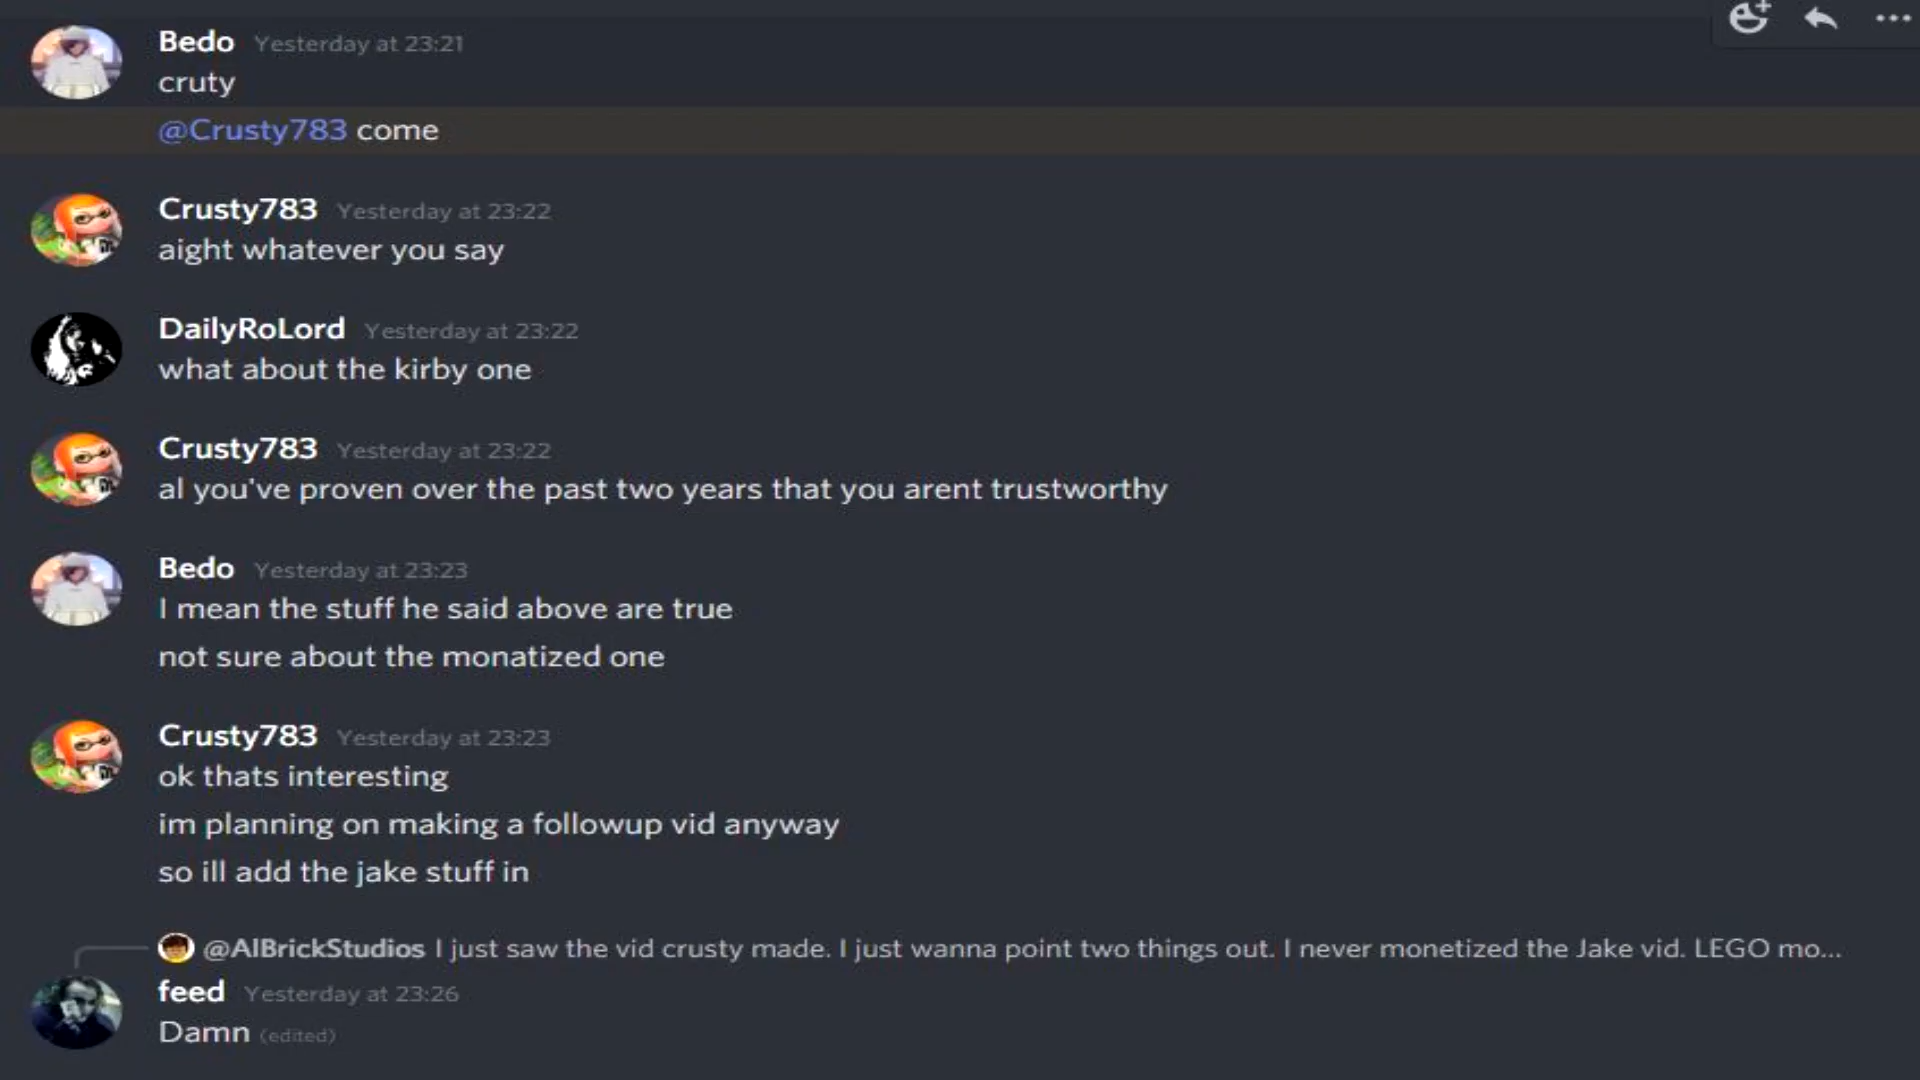 Bedo Yesterday at 23:21
cruty
@Crusty783 come
Crusty783 Yesterday at 23:22
aight whatever you say
DailyRoLord Yesterday at 23:22
what about the kirby one
Crusty783 Yesterday at 23:22
al you've proven over the past two years that you arent trustworthy
Bedo Yesterday at 23:23
I mean the stuff he said above are true
not sure about the monatized one
Crusty783 Yesterday at 23:23
ok thats interesting
im planning on making a followup vid anyway
so ill add the jake stuff in
@AlBrickStudios I just saw the vid crusty made. I just wanna point two things out. I never monetized the Jake vid. LEGO mo...
feed Yesterday at 23:26
Damn (edited)